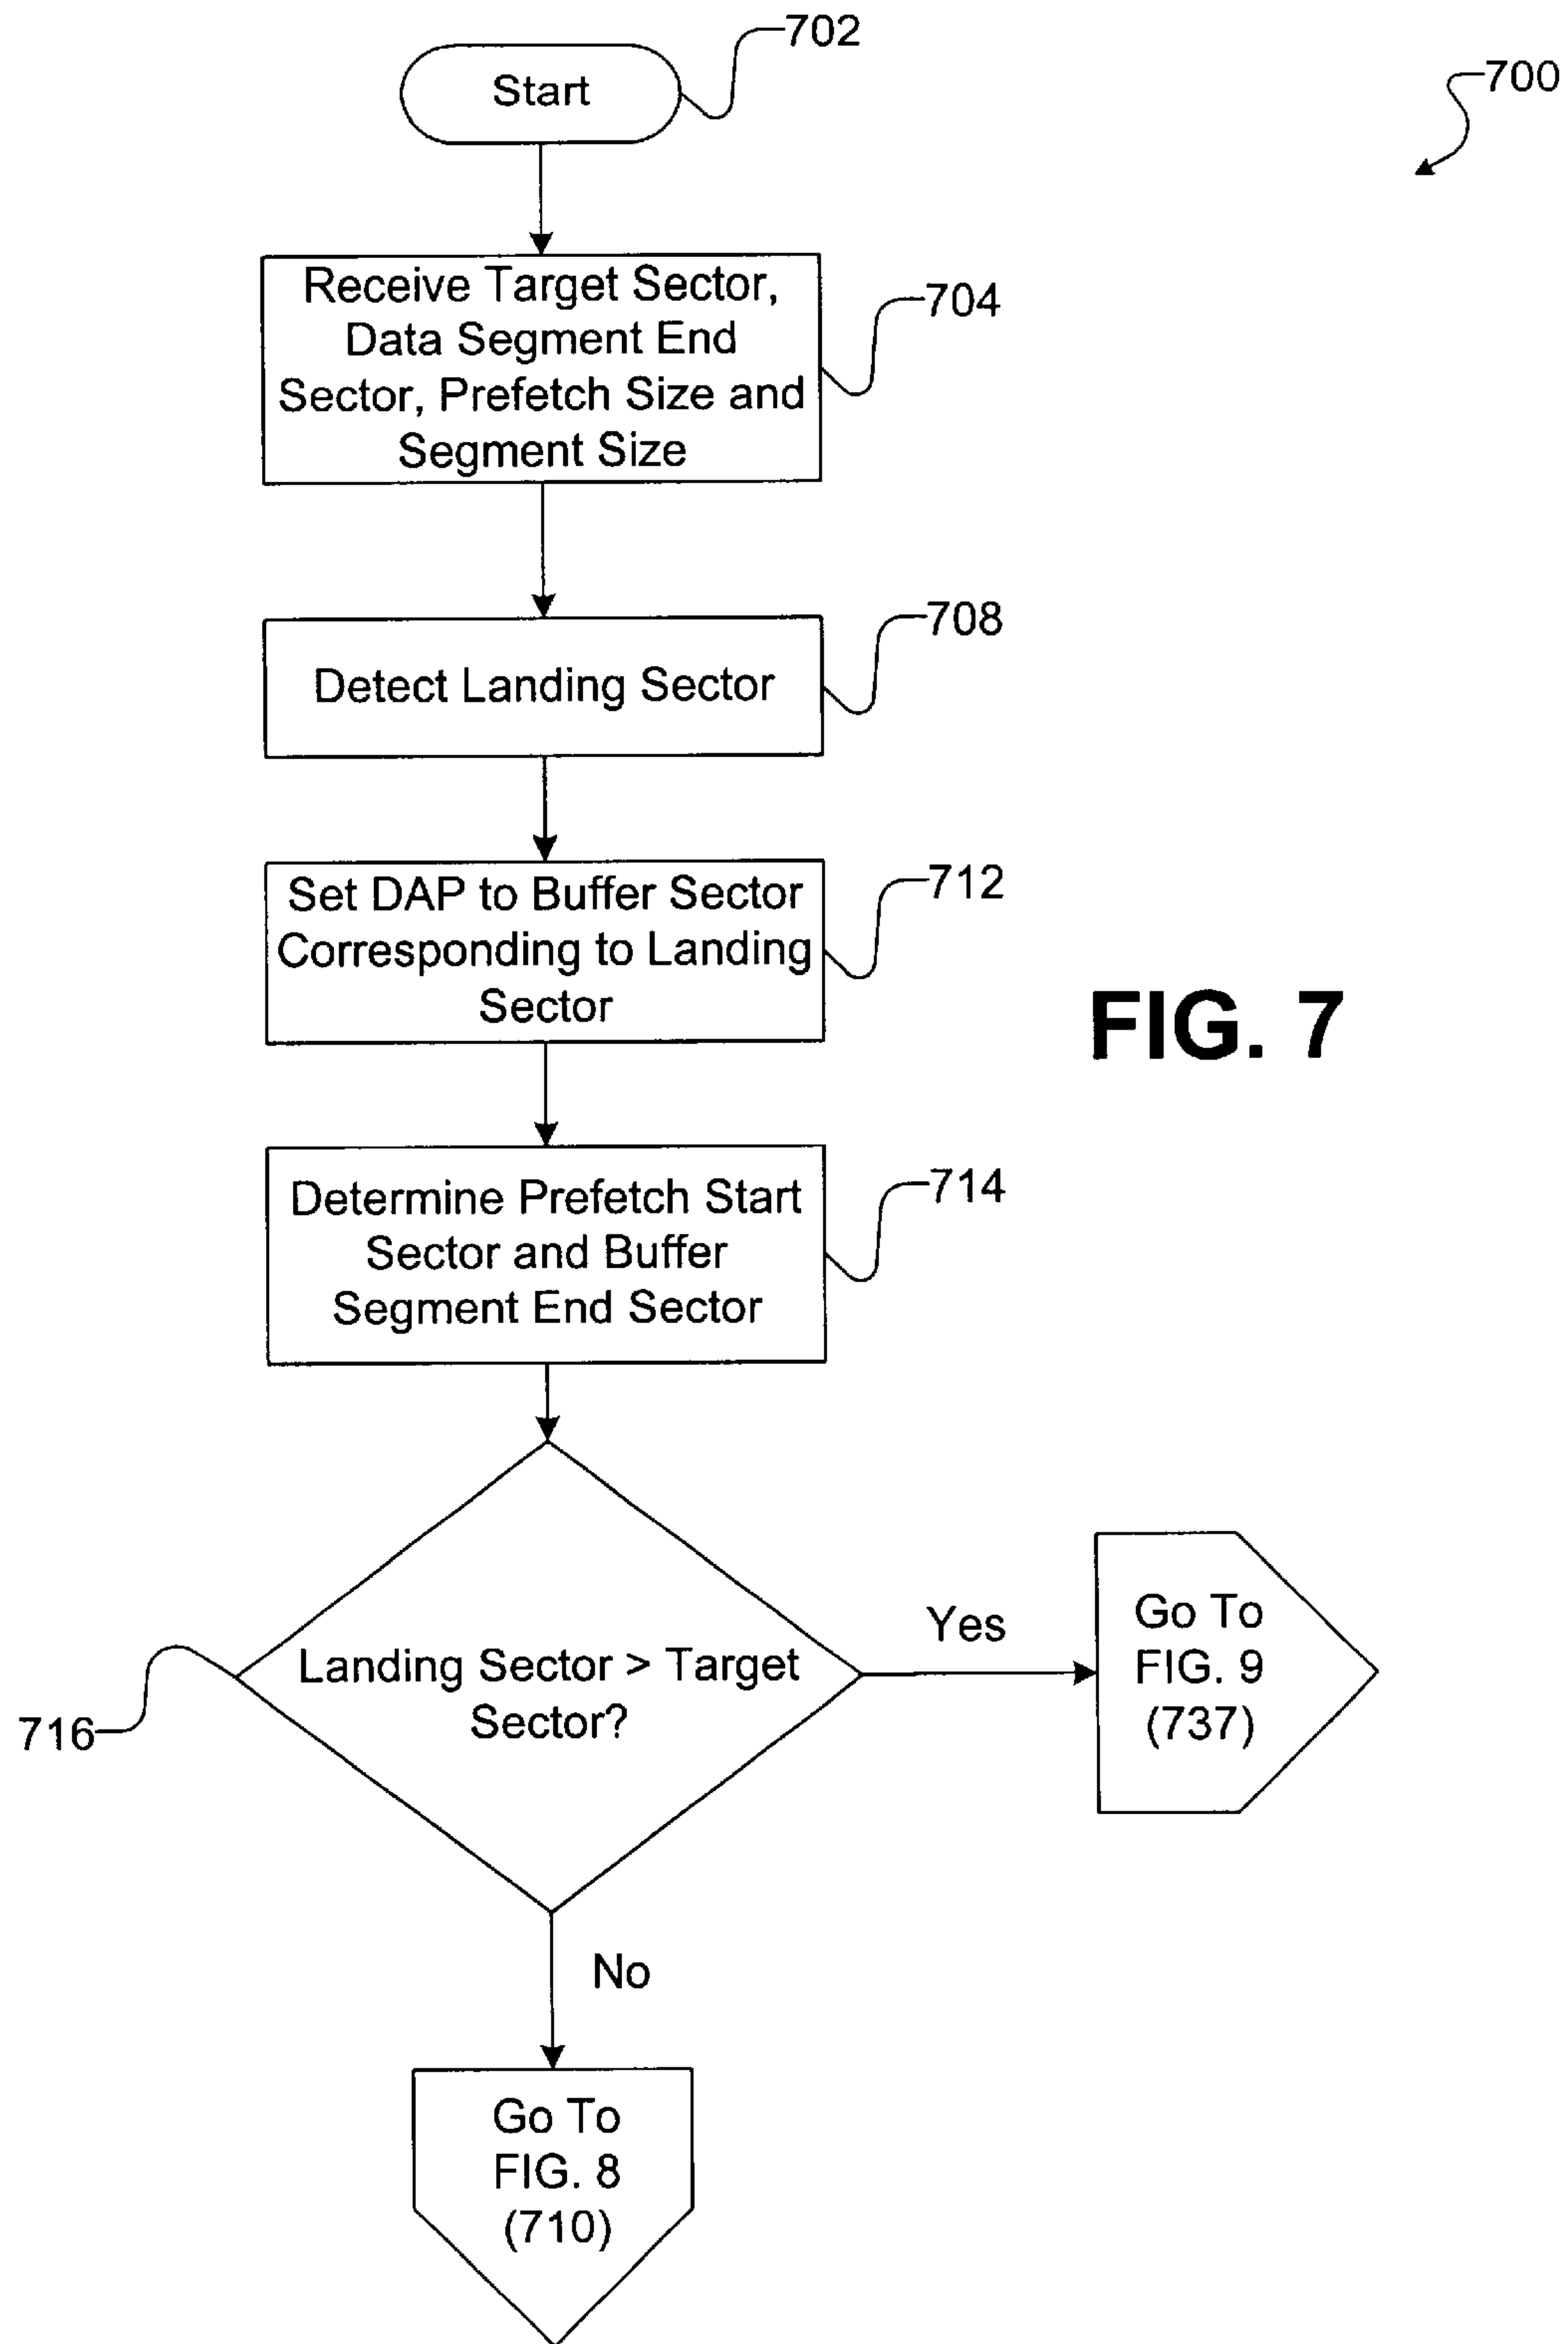 702
Start
700
Receive Target Sector,
Data Segment End
Sector, Prefetch Size and
Segment Size
704
Detect Landing Sector
708
Set DAP to Buffer Sector
Corresponding to Landing
Sector
712
FIG. 7
Determine Prefetch Start
Sector and Buffer
Segment End Sector
714
Landing Sector > Target
Sector?
716
Yes
Go To
FIG. 9
(737)
No
Go To
FIG. 8
(710)